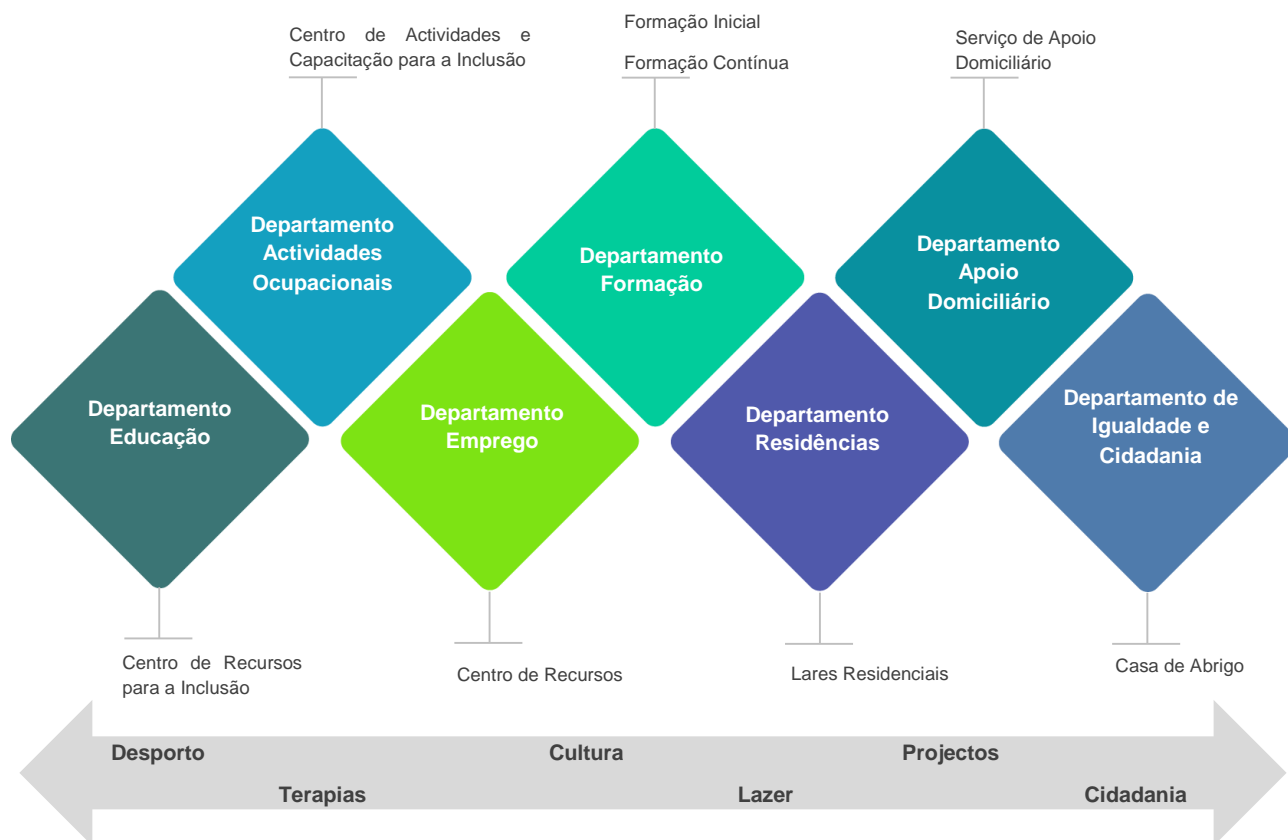 Centro de Actividades e
Capacitação para a Inclusão
Formação Inicial
Formação Contínua
Serviço de Apoio
Domiciliário
Departamento
Actividades
Ocupacionais
Departamento
Formação
Departamento
Apoio
Domiciliário
Departamento
Educação
Departamento
Emprego
Departamento
Residências
Departamento de
Igualdade e
Cidadania
Centro de Recursos
para a Inclusão
Centro de Recursos
Lares Residenciais
Casa de Abrigo
Desporto
Cultura
Projectos
Terapias
Lazer
Cidadania